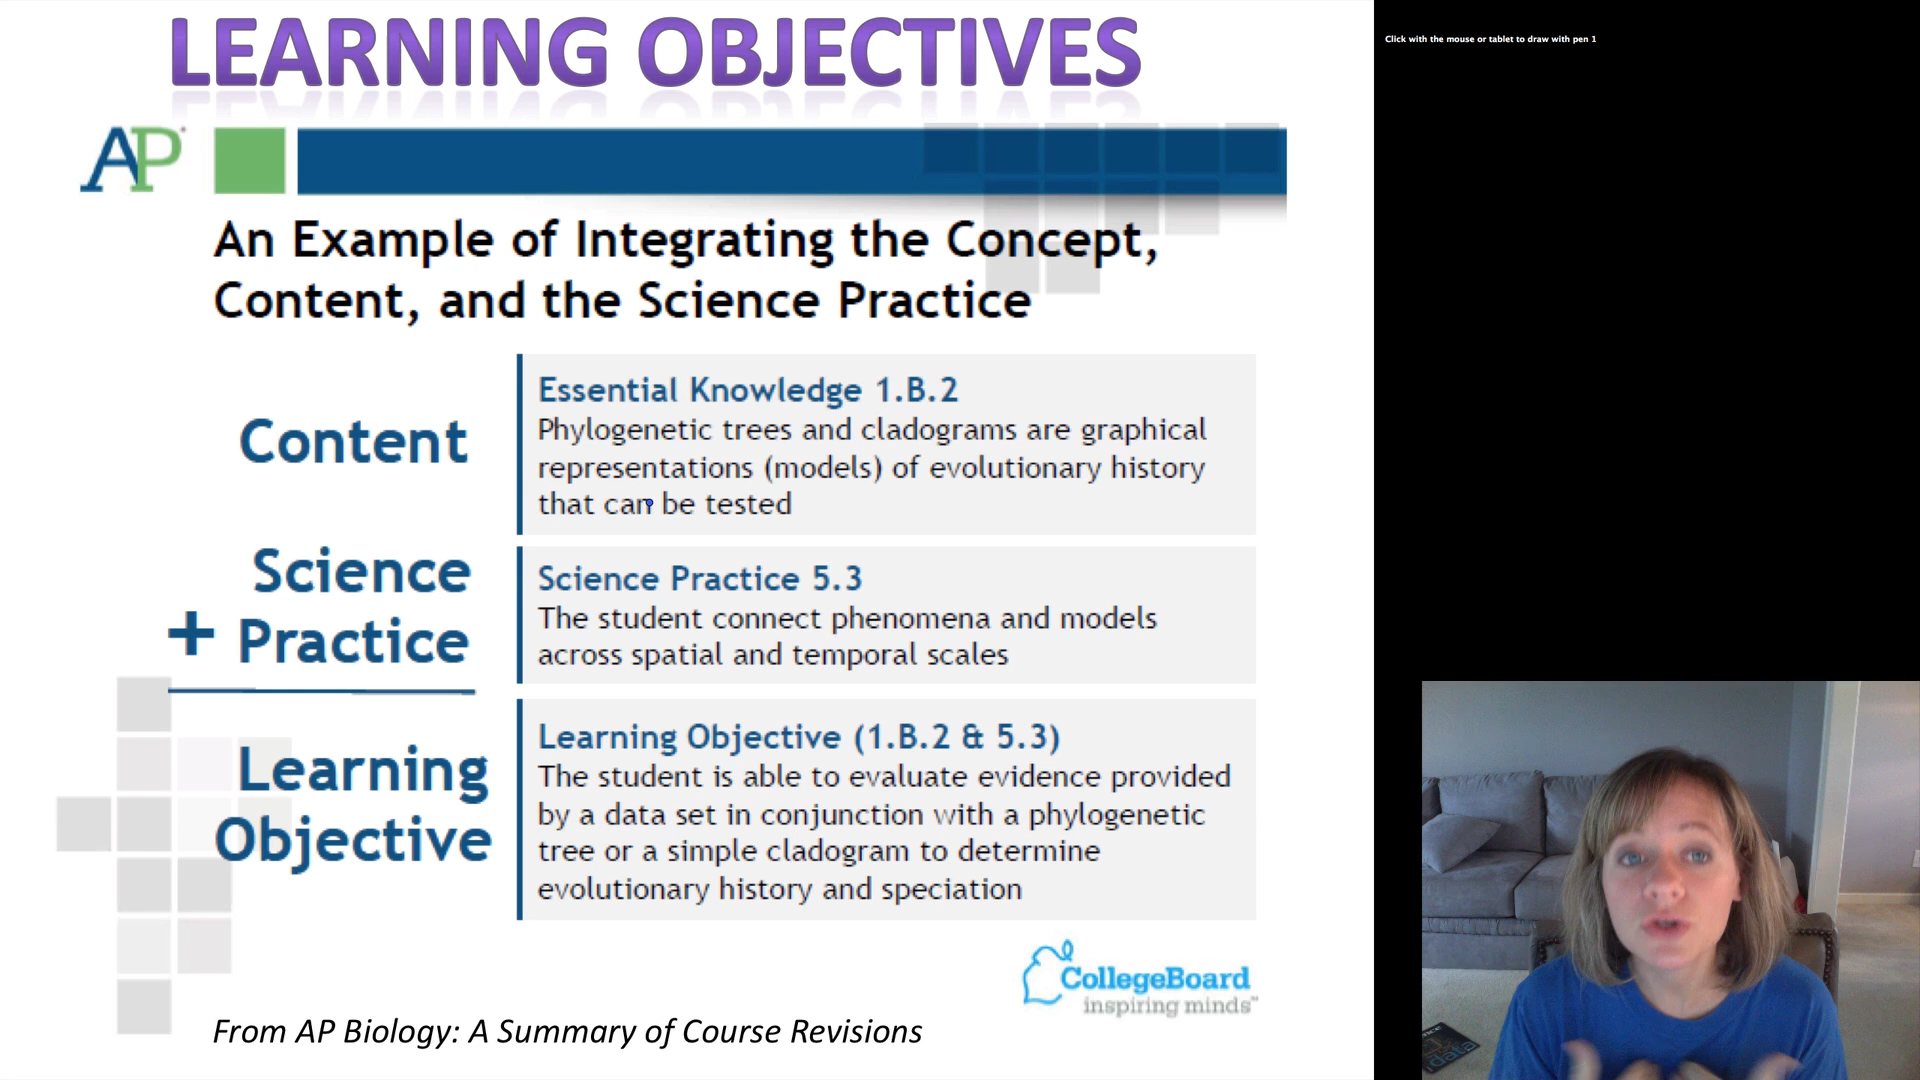 LEARNING OBJECTIVES
Click with the mouse or tablet to draw with pen 1
AP
An Example of Integrating the Concept,
Content, and the Science Practice
Content
Essential Knowledge 1.B.2
Phylogenetic trees and cladograms are graphical
representations (models) of evolutionary history
that can be tested
Science
+ Practice
Science Practice 5.3
The student connect phenomena and models
across spatial and temporal scales
Learning
Objective
Learning Objective (1.B.2 & 5.3)
The student is able to evaluate evidence provided
by a data set in conjunction with a phylogenetic
tree or a simple cladogram to determine
evolutionary history and speciation
CollegeBoard
inspiring minds™
From AP Biology: A Summary of Course Revisions
data